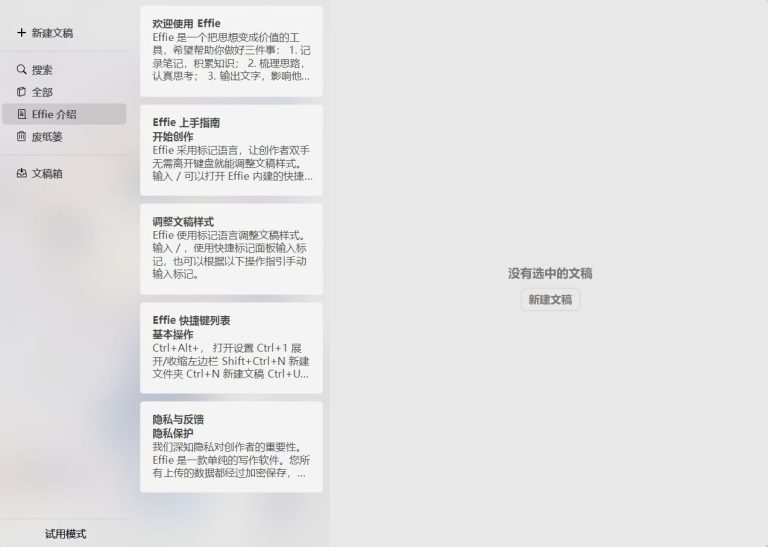 新建文稿
搜索
全部
Effie 介绍
废纸篓
文稿箱
试用模式
欢迎使用 Effie
Effie 是一个把思想变成价值的工
具，希望帮助你做好三件事： 1. 记
录笔记，积累知识； 2. 梳理思路，
认真思考； 3. 输出文字，影响他...
Effie 上手指南
开始创作
Effie 采用标记语言，让创作者双手
无需离开键盘就能调整文稿样式。
输入 / 可以打开 Effie 内建的快捷...
调整文稿样式
Effie 使用标记语言调整文稿样式。
输入 / ，使用快捷标记面板输入标
记，也可以根据以下操作指引手动
输入标记。
Effie 快捷键列表
基本操作
Ctrl+Alt+， 打开设置 Ctrl+1 展
开/收缩左边栏 Shift+Ctrl+N 新建
文件夹 Ctrl+N 新建文稿 Ctrl+U...
隐私与反馈
隐私保护
我们深知隐私对创作者的重要性。
Effie 是一款单纯的写作软件。您所
有上传的数据都经过加密保存，...
没有选中的文稿
新建文稿